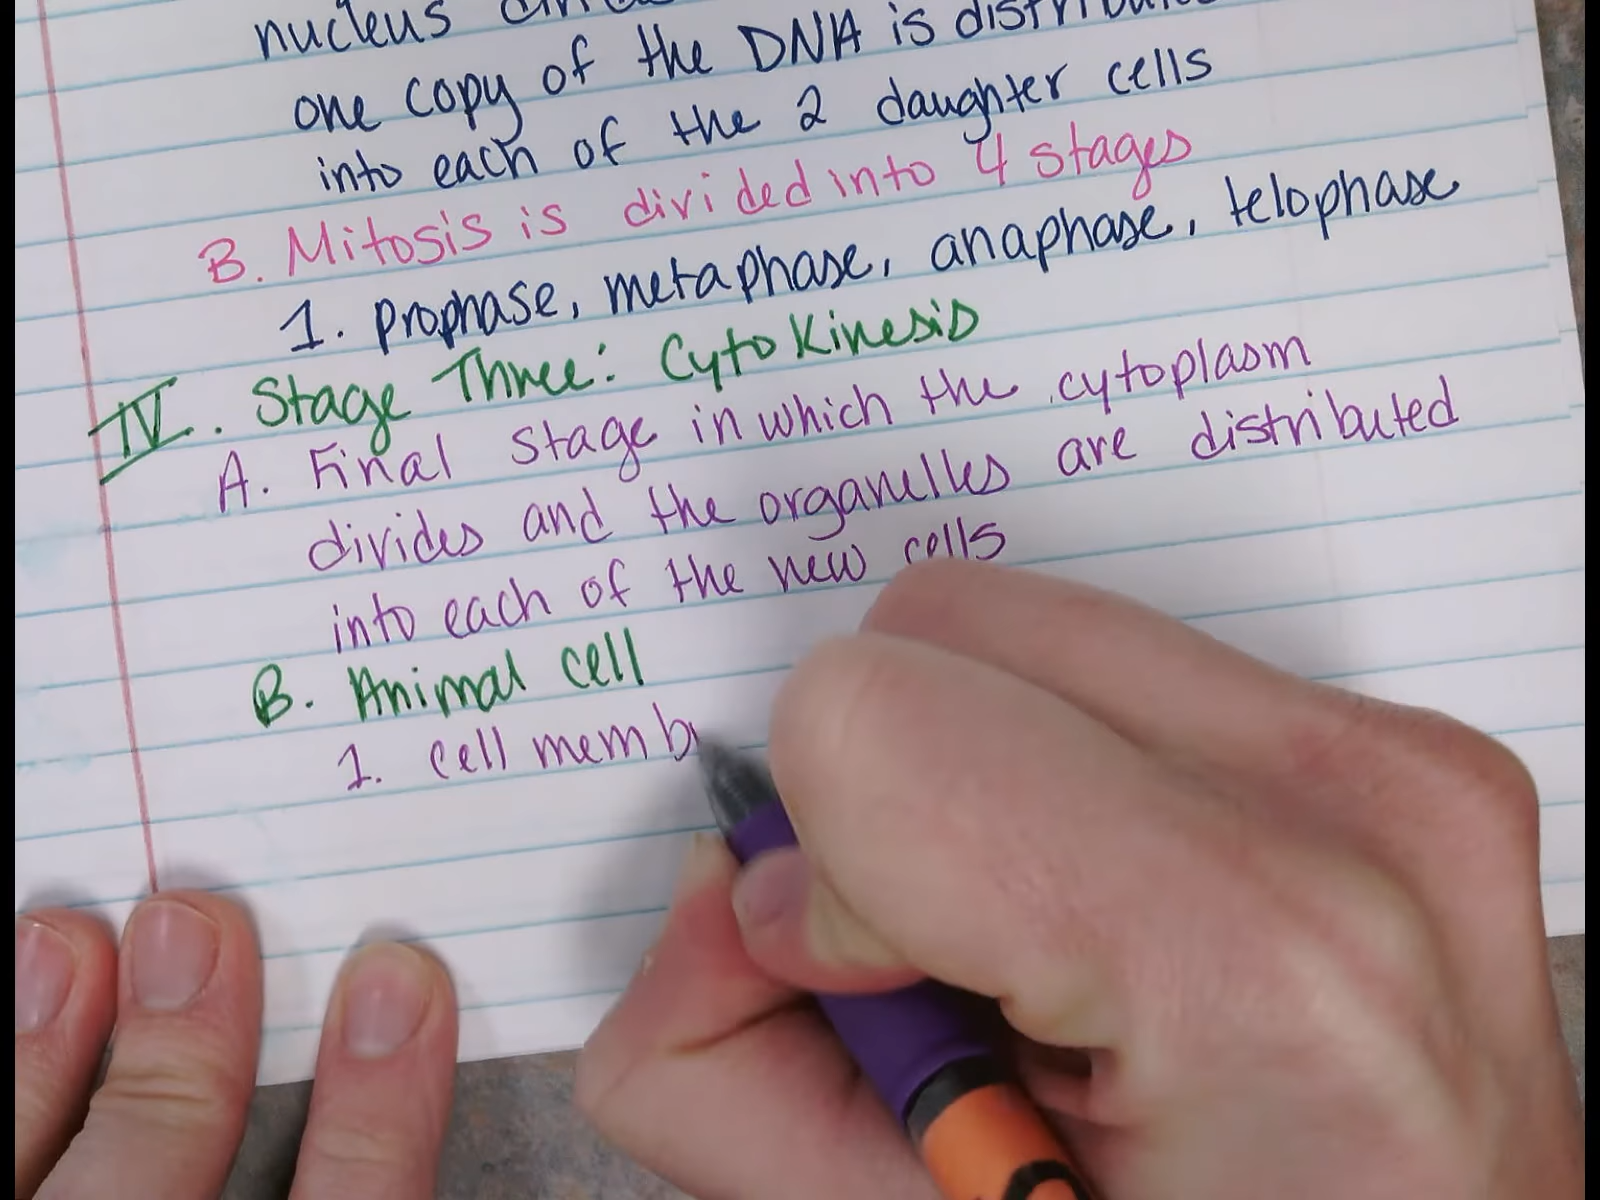 nucleus
one copy of the DNA is distribute
into each of the 2 daughter cells
B. Mitosis is divided into 4 stages
1. prophase, metaphase, anaphase, telophase
IV. Stage Three: Cytokinesis
A. Final stage in which the cytoplasm
divides and the organelles are distributed
into each of the new cells
B. Animal cell
1. cell memb